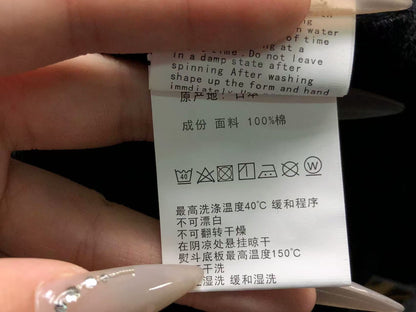 in water
of time
time. Do not leave
in a damp state after
spinning After washing
shape up the form and hand
immediately
原产地:
成份 面料 100%棉
40
W
最高洗涤温度40℃ 缓和程序
不可漂白
不可翻转干燥
在阴凉处悬挂晾干
熨斗底板最高温度150℃
干洗
湿洗 缓和湿洗